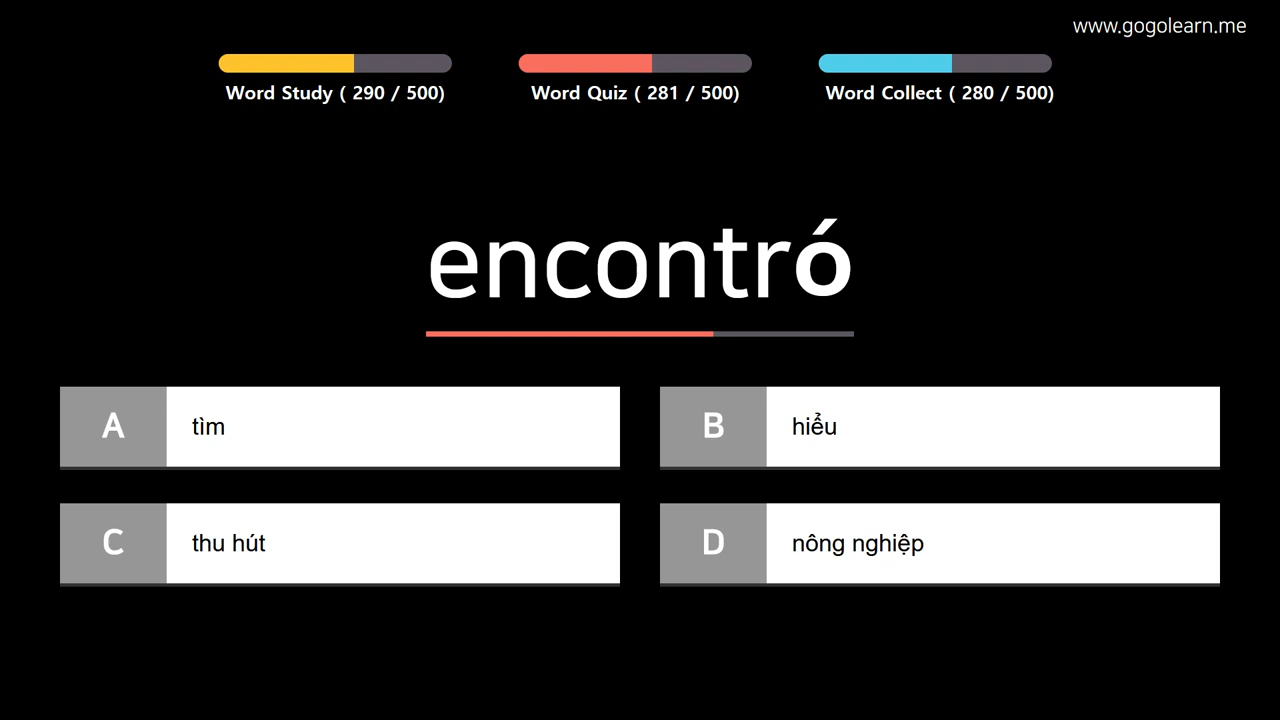 www.gogolearn.me
Word Study ( 290 / 500)
Word Quiz ( 281 / 500)
Word Collect ( 280 / 500)
encontró
A tìm
B hiểu
C thu hút
D nông nghiệp